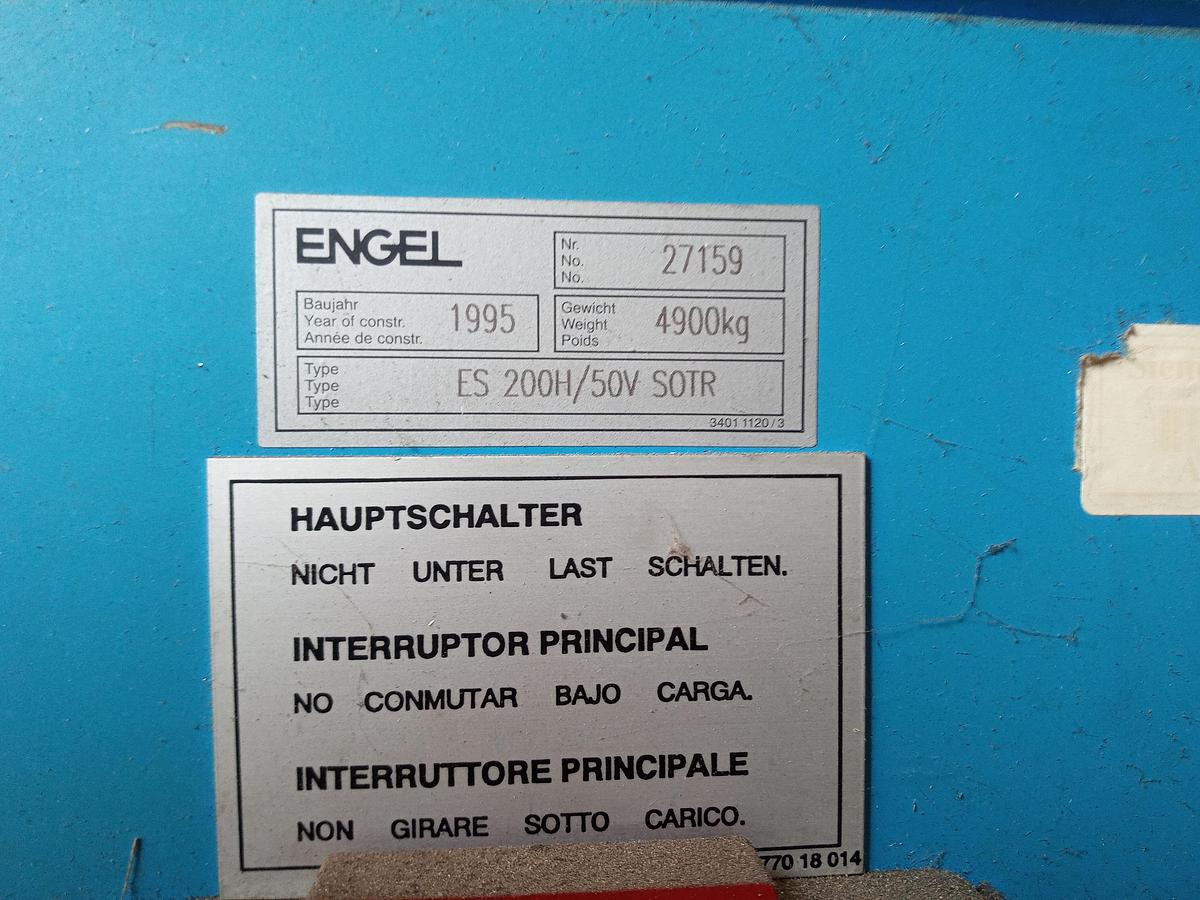 ENGEL
Nr.
No.
No.
27159
Baujahr
Year of constr.
Année de constr.
1995
Gewicht
Weight
Poids
4900kg
Type
Type
Type
ES 200H/50V SOTR
3401 1120/3
HAUPTSCHALTER
NICHT UNTER LAST SCHALTEN.
INTERRUPTOR PRINCIPAL
NO CONMUTAR BAJO CARGA.
INTERRUTTORE PRINCIPALE
NON GIRARE SOTTO CARICO.
770 18 014